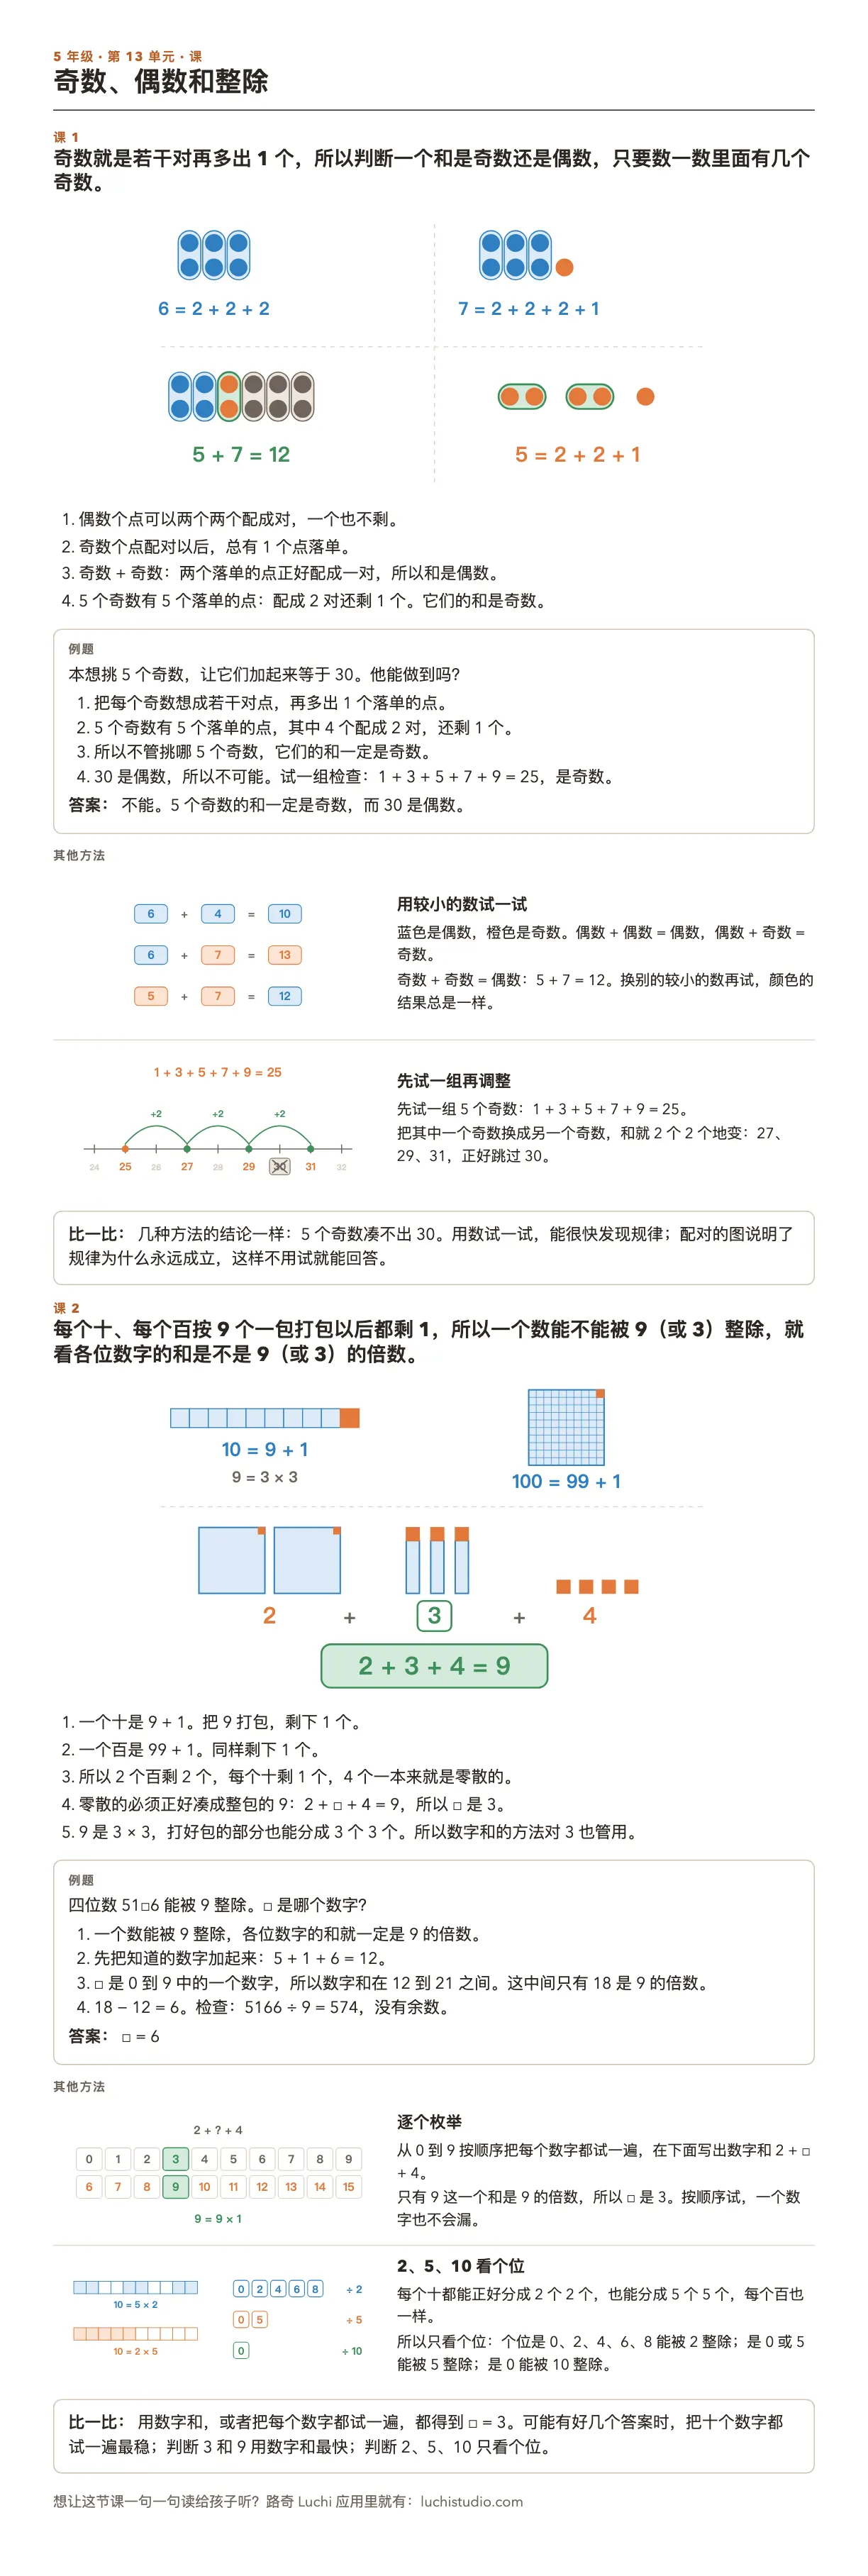 5 年级 · 第 13 单元 · 课
奇数、偶数和整除
课 1
奇数就是若干对再多出 1 个，所以判断一个和是奇数还是偶数，只要数一数里面有几个
奇数。
6 = 2 + 2 + 2
7 = 2 + 2 + 2 + 1
5 + 7 = 12
5 = 2 + 2 + 1
1. 偶数个点可以两个两个配成对，一个也不剩。
2. 奇数个点配对以后，总有 1 个点落单。
3. 奇数 + 奇数：两个落单的点正好配成一对，所以和是偶数。
4. 5 个奇数有 5 个落单的点：配成 2 对还剩 1 个。它们的和是奇数。
例题
本想挑 5 个奇数，让它们加起来等于 30。他能做到吗？
1. 把每个奇数想成若干对点，再多出 1 个落单的点。
2. 5 个奇数有 5 个落单的点，其中 4 个配成 2 对，还剩 1 个。
3. 所以不管挑哪 5 个奇数，它们的和一定是奇数。
4. 30 是偶数，所以不可能。试一组检查：1 + 3 + 5 + 7 + 9 = 25，是奇数。
答案： 不能。5 个奇数的和一定是奇数，而 30 是偶数。
其他方法
6 + 4 = 10
6 + 7 = 13
5 + 7 = 12
用较小的数试一试
蓝色是偶数，橙色是奇数。偶数 + 偶数 = 偶数，偶数 + 奇数 =
奇数。
奇数 + 奇数 = 偶数：5 + 7 = 12。换别的较小的数再试，颜色的
结果总是一样。
1 + 3 + 5 + 7 + 9 = 25
+2 +2 +2
24 25 26 27 28 29 30 31 32
先试一组再调整
先试一组 5 个奇数：1 + 3 + 5 + 7 + 9 = 25。
把其中一个奇数换成另一个奇数，和就 2 个 2 个地变：27、
29、31，正好跳过 30。
比一比： 几种方法的结论一样：5 个奇数凑不出 30。用数试一试，能很快发现规律；配对的图说明了
规律为什么永远成立，这样不用试就能回答。
课 2
每个十、每个百按 9 个一包打包以后都剩 1，所以一个数能不能被 9（或 3）整除，就
看各位数字的和是不是 9（或 3）的倍数。
10 = 9 + 1
9 = 3 × 3
100 = 99 + 1
2 + 3 + 4
2 + 3 + 4 = 9
1. 一个十是 9 + 1。把 9 打包，剩下 1 个。
2. 一个百是 99 + 1。同样剩下 1 个。
3. 所以 2 个百剩 2 个，每个十剩 1 个，4 个一本来就是零散的。
4. 零散的必须正好凑成整包的 9：2 + □ + 4 = 9，所以 □ 是 3。
5. 9 是 3 × 3，打好包的部分也能分成 3 个 3 个。所以数字和的方法对 3 也管用。
例题
四位数 51□6 能被 9 整除。□ 是哪个数字？
1. 一个数能被 9 整除，各位数字的和就一定是 9 的倍数。
2. 先把知道的数字加起来：5 + 1 + 6 = 12。
3. □ 是 0 到 9 中的一个数字，所以数字和在 12 到 21 之间。这中间只有 18 是 9 的倍数。
4. 18 − 12 = 6。检查：5166 ÷ 9 = 574，没有余数。
答案： □ = 6
其他方法
2 + ? + 4
0 1 2 3 4 5 6 7 8 9
6 7 8 9 10 11 12 13 14 15
9 = 9 × 1
逐个枚举
从 0 到 9 按顺序把每个数字都试一遍，在下面写出数字和 2 + □
+ 4。
只有 9 这一个和是 9 的倍数，所以 □ 是 3。按顺序试，一个数
字也不会漏。
10 = 5 × 2
10 = 2 × 5
0 2 4 6 8 ÷ 2
0 5 ÷ 5
0 ÷ 10
2、5、10 看个位
每个十都能正好分成 2 个 2 个，也能分成 5 个 5 个，每个百也
一样。
所以只看个位：个位是 0、2、4、6、8 能被 2 整除；是 0 或 5
能被 5 整除；是 0 能被 10 整除。
比一比： 用数字和，或者把每个数字都试一遍，都得到 □ = 3。可能有好几个答案时，把十个数字都
试一遍最稳；判断 3 和 9 用数字和最快；判断 2、5、10 只看个位。
想让这节课一句一句读给孩子听？路奇 Luchi 应用里就有：luchistudio.com